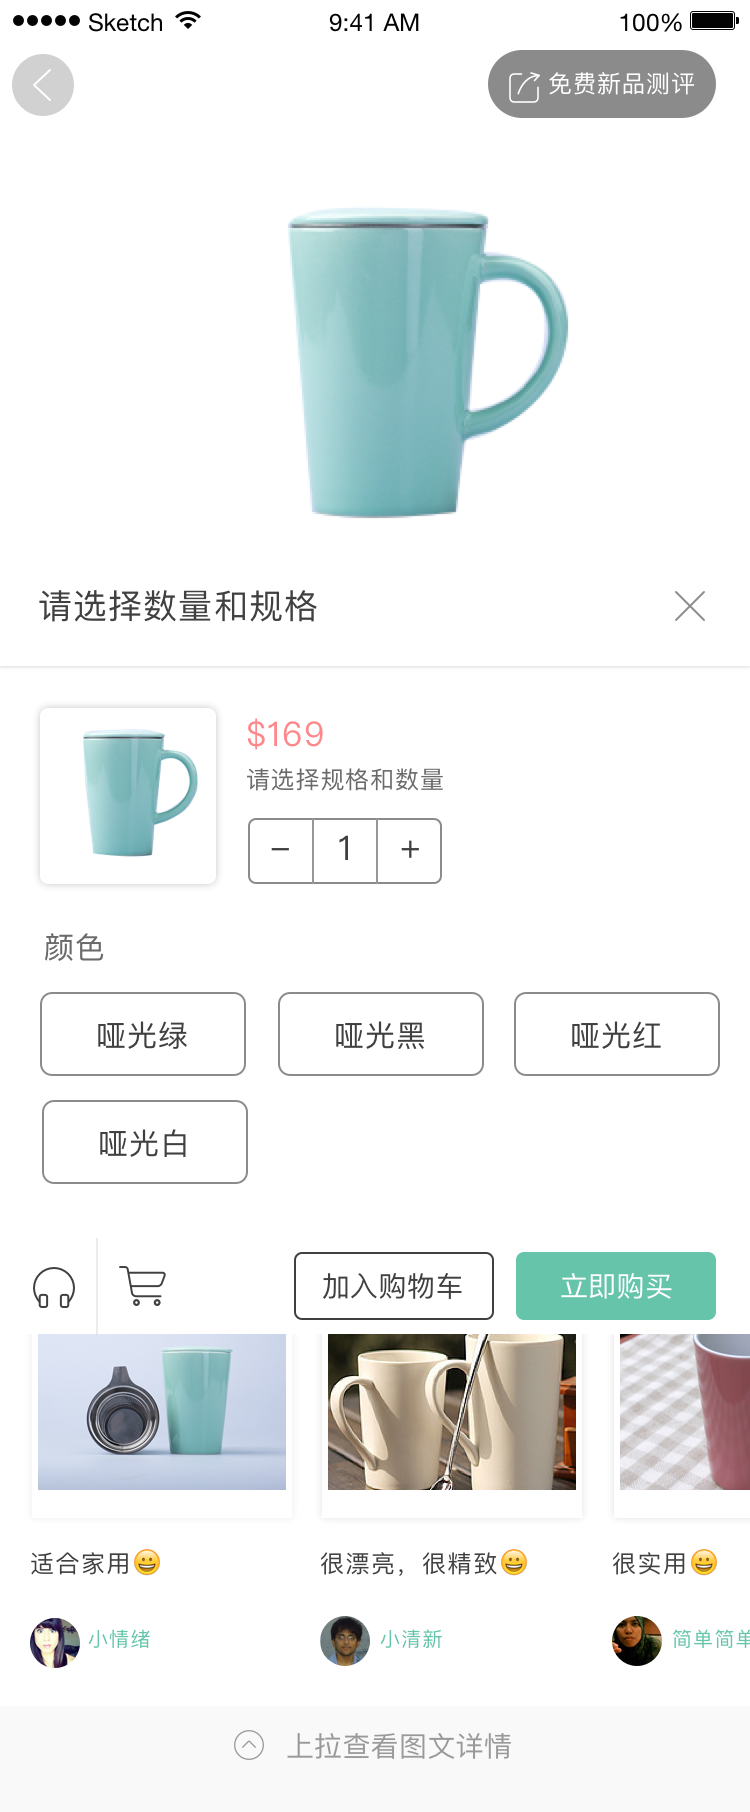 Sketch 9:41 AM 100%
免费新品测评
请选择数量和规格
$169
请选择规格和数量
− 1 +
颜色
哑光绿 哑光黑 哑光红
哑光白
加入购物车 立即购买
适合家用😀 很漂亮，很精致😀 很实用😀
小情绪 小清新 简单简单
上拉查看图文详情